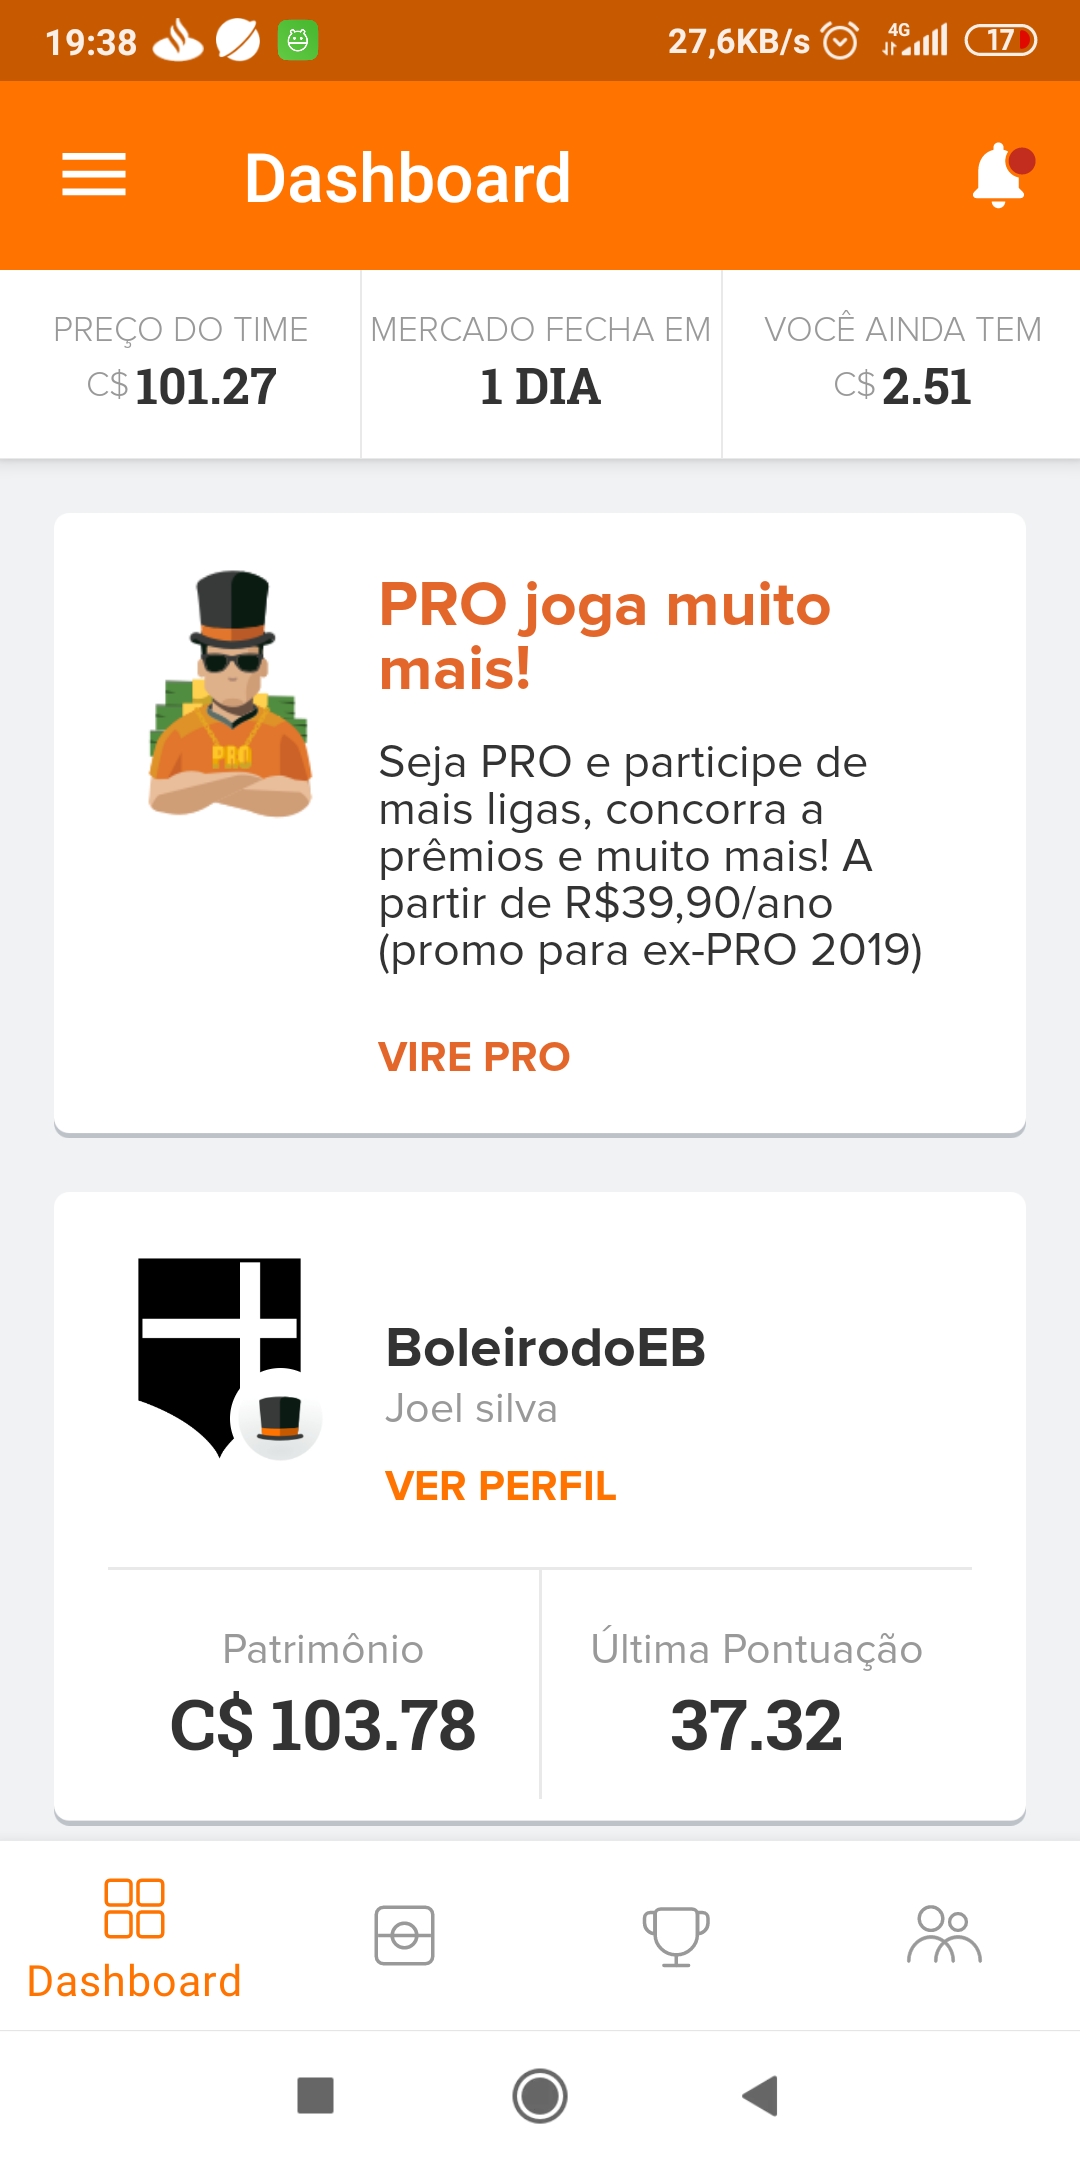 19:38
27,6KB/s
4G
17
Dashboard
PREÇO DO TIME
C$ 101.27
MERCADO FECHA EM
1 DIA
VOCÊ AINDA TEM
C$ 2.51
PRO
PRO joga muito
mais!
Seja PRO e participe de
mais ligas, concorra a
prêmios e muito mais! A
partir de R$39,90/ano
(promo para ex-PRO 2019)
VIRE PRO
BoleirodoEB
Joel silva
VER PERFIL
Patrimônio
C$ 103.78
Última Pontuação
37.32
Dashboard